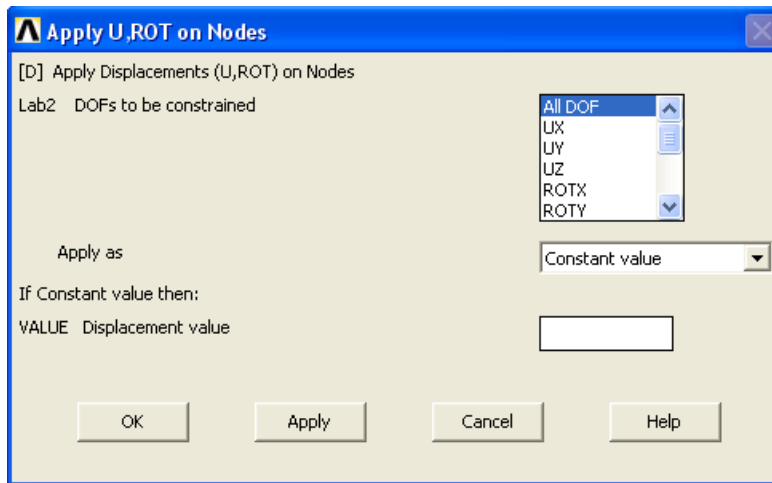 Apply U,ROT on Nodes
[D] Apply Displacements (U,ROT) on Nodes
Lab2 DOFs to be constrained
All DOF
UX
UY
UZ
ROTX
ROTY
Apply as
Constant value
If Constant value then:
VALUE Displacement value
OK
Apply
Cancel
Help